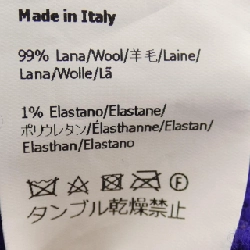 Made in Italy
99% Lana/Wool/羊毛/Laine/
Lana/Wolle/Lã
1% Elastano/Elastane/
ポリウレタン/Élasthanne/Elastan/
Elasthan/Elastano
タンブル乾燥禁止